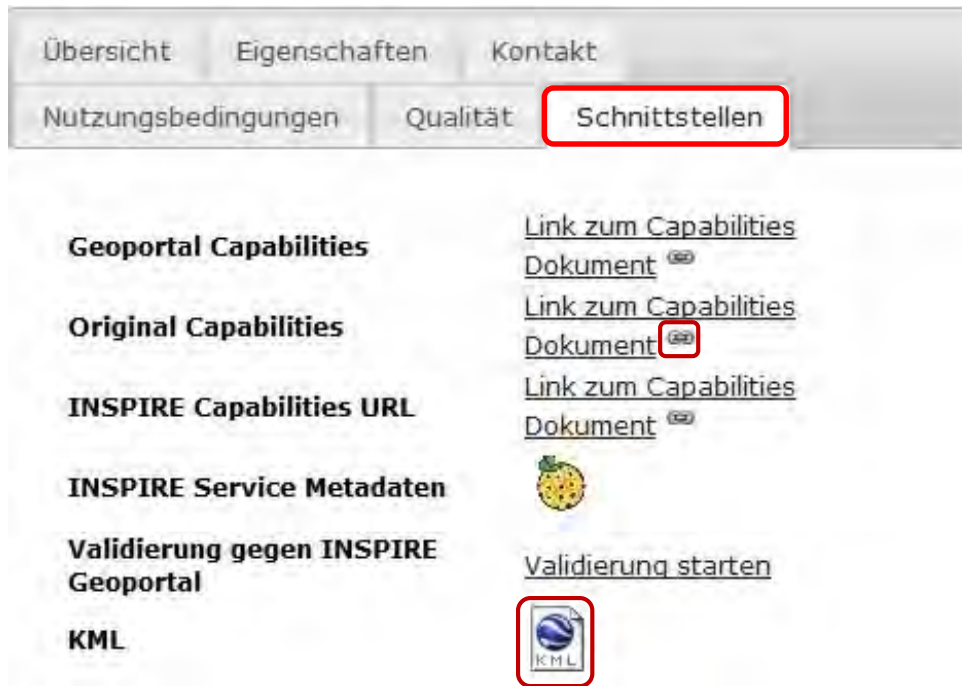 Übersicht Eigenschaften Kontakt
Nutzungsbedingungen Qualität Schnittstellen
Geoportal Capabilities
Link zum Capabilities
Dokument
Original Capabilities
Link zum Capabilities
Dokument
INSPIRE Capabilities URL
Link zum Capabilities
Dokument
INSPIRE Service Metadaten
Validierung gegen INSPIRE
Geoportal
Validierung starten
KML
KML